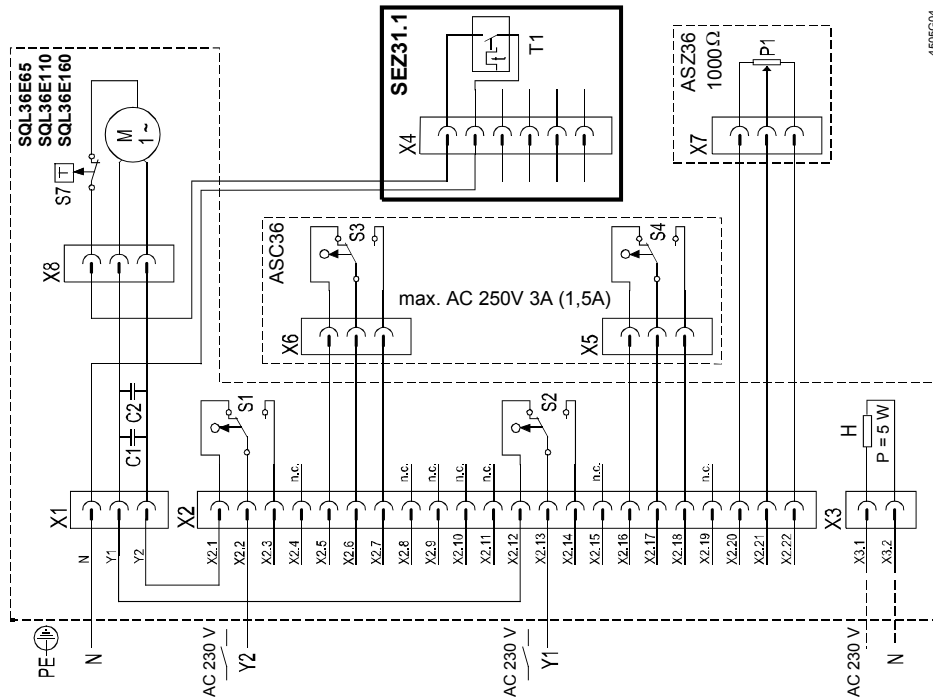 SQL36E65
SQL36E110
SQL36E160
S7
T
M
1~
X8
SEZ31.1
X4
t
T1
ASZ36
1000Ω
X7
P1
ASC36
X6
S3
max. AC 250V 3A (1,5A)
X5
S4
C1
C2
S1
S2
H
P = 5 W
X1
N
Y1
Y2
X2
X2.1
X2.2
X2.3
X2.4
n.c.
X2.5
X2.6
X2.7
X2.8
n.c.
X2.9
n.c.
X2.10
n.c.
X2.11
n.c.
X2.12
X2.13
X2.14
X2.15
n.c.
X2.16
X2.17
X2.18
X2.19
n.c.
X2.20
X2.21
X2.22
X3
X3.1
X3.2
PE
N
AC 230 V
Y2
AC 230 V
Y1
AC 230 V
N